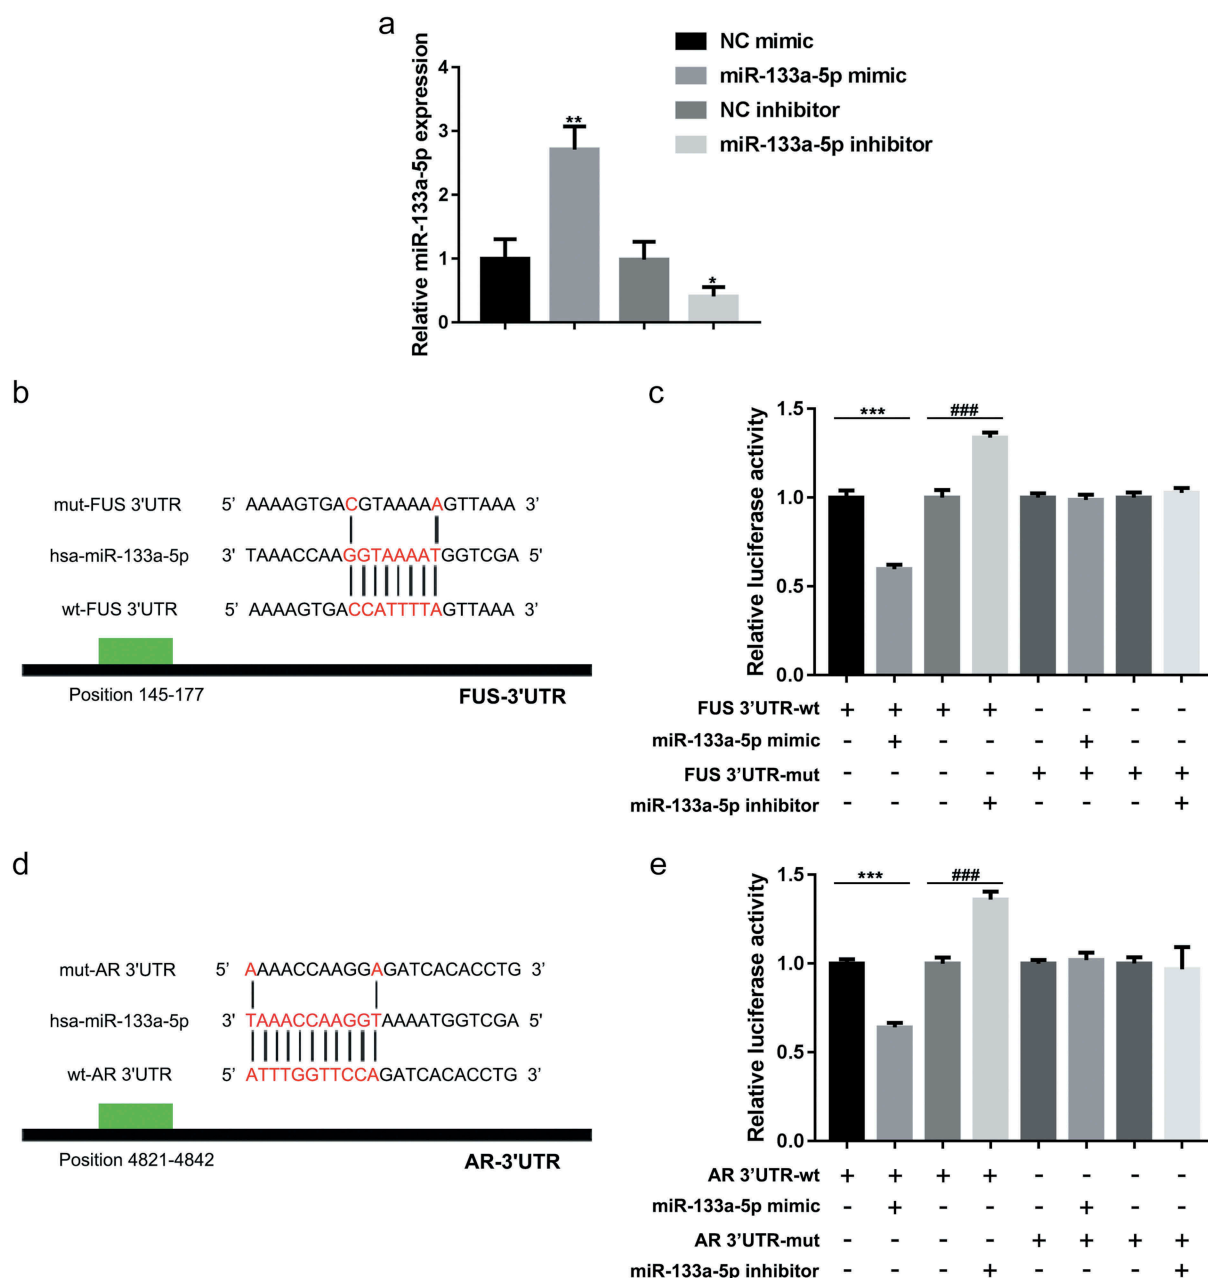 a
Relative miR-133a-5p expression
4
3
2
1
0
**
*
NC mimic
miR-133a-5p mimic
NC inhibitor
miR-133a-5p inhibitor
b
mut-FUS 3'UTR 5' AAAAGTGACGTAAAAAGTTAAA 3'
hsa-miR-133a-5p 3' TAAACCAAGGTAAAATGGTCGA 5'
wt-FUS 3'UTR 5' AAAAGTGACCATTTTAGTTAAA 3'
Position 145-177
FUS-3'UTR
c
Relative luciferase activity
1.5
1.0
0.5
0.0
***
###
FUS 3’UTR-wt + + + + - - - -
miR-133a-5p mimic - + - - - + - -
FUS 3’UTR-mut - - - - + + + +
miR-133a-5p inhibitor - - - + - - - +
d
mut-AR 3'UTR 5' AAAACCAAGGAGATCACACCTG 3'
hsa-miR-133a-5p 3' TAAACCAAGGTAAAATGGTCGA 5'
wt-AR 3'UTR 5' ATTTGGTTCCAGATCACACCTG 3'
Position 4821-4842
AR-3'UTR
e
Relative luciferase activity
1.5
1.0
0.5
0.0
***
###
AR 3’UTR-wt + + + + - - - -
miR-133a-5p mimic - + - - - + - -
AR 3’UTR-mut - - - - + + + +
miR-133a-5p inhibitor - - - + - - - +